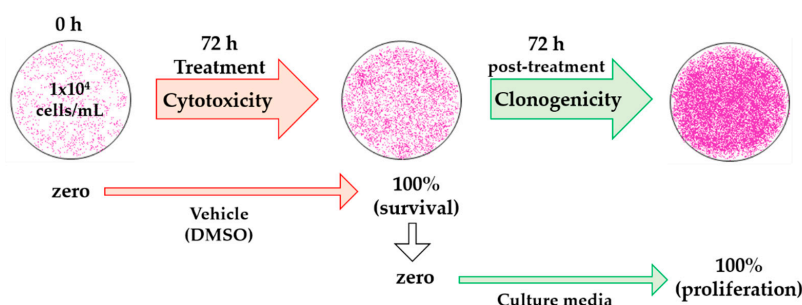 0 h
1x10⁴
cells/mL
72 h
Treatment
Cytotoxicity
72 h
post-treatment
Clonogenicity
zero
Vehicle
(DMSO)
100%
(survival)
zero
Culture media
100%
(proliferation)